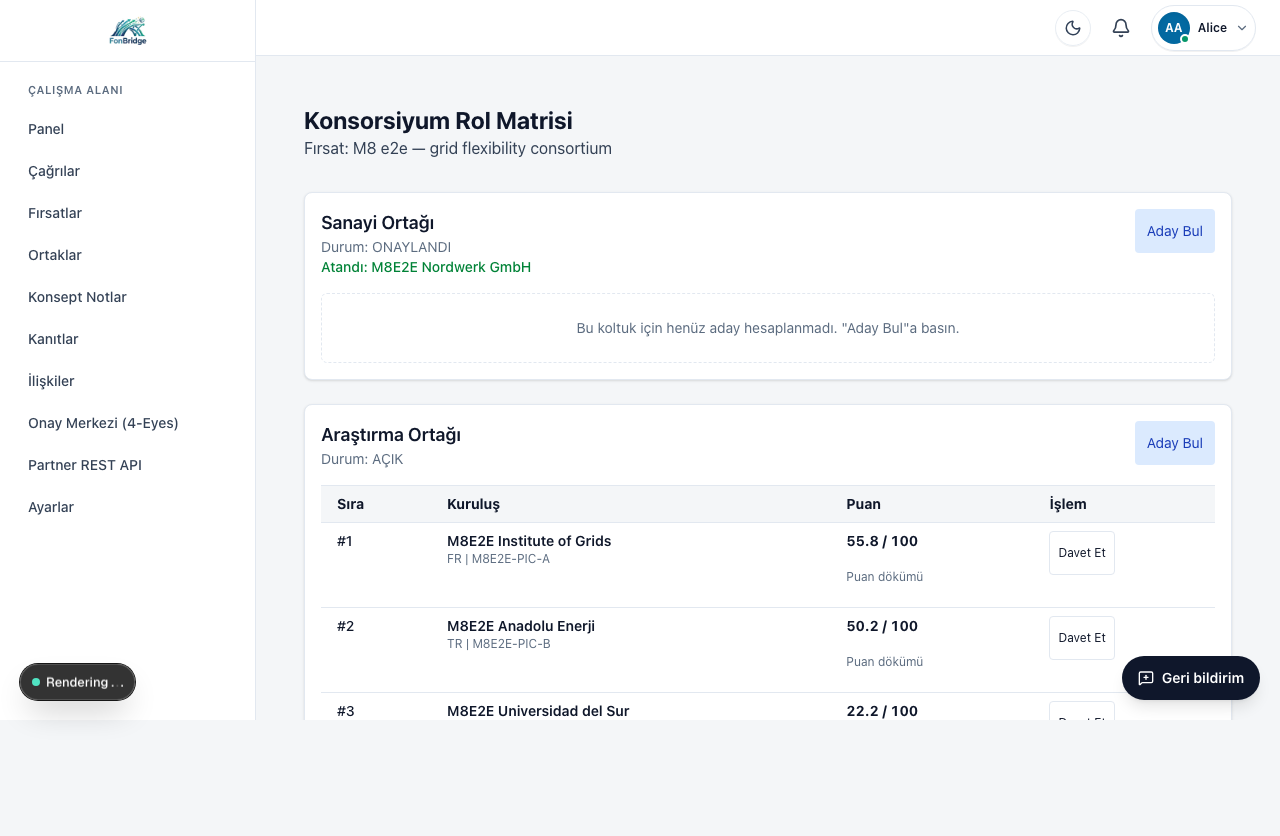 FonBridge
AA
Alice
ÇALIŞMA ALANI
Panel
Çağrılar
Fırsatlar
Ortaklar
Konsept Notlar
Kanıtlar
İlişkiler
Onay Merkezi (4-Eyes)
Partner REST API
Ayarlar
Rendering...
Konsorsiyum Rol Matrisi
Fırsat: M8 e2e — grid flexibility consortium
Sanayi Ortağı
Durum: ONAYLANDI
Atandı: M8E2E Nordwerk GmbH
Aday Bul
Bu koltuk için henüz aday hesaplanmadı. "Aday Bul"a basın.
Araştırma Ortağı
Durum: AÇIK
Aday Bul
Sıra Kuruluş Puan İşlem
#1 M8E2E Institute of Grids 55.8 / 100 Davet Et
FR | M8E2E-PIC-A
Puan dökümü
#2 M8E2E Anadolu Enerji 50.2 / 100 Davet Et
TR | M8E2E-PIC-B
Puan dökümü
#3 M8E2E Universidad del Sur 22.2 / 100
Geri bildirim